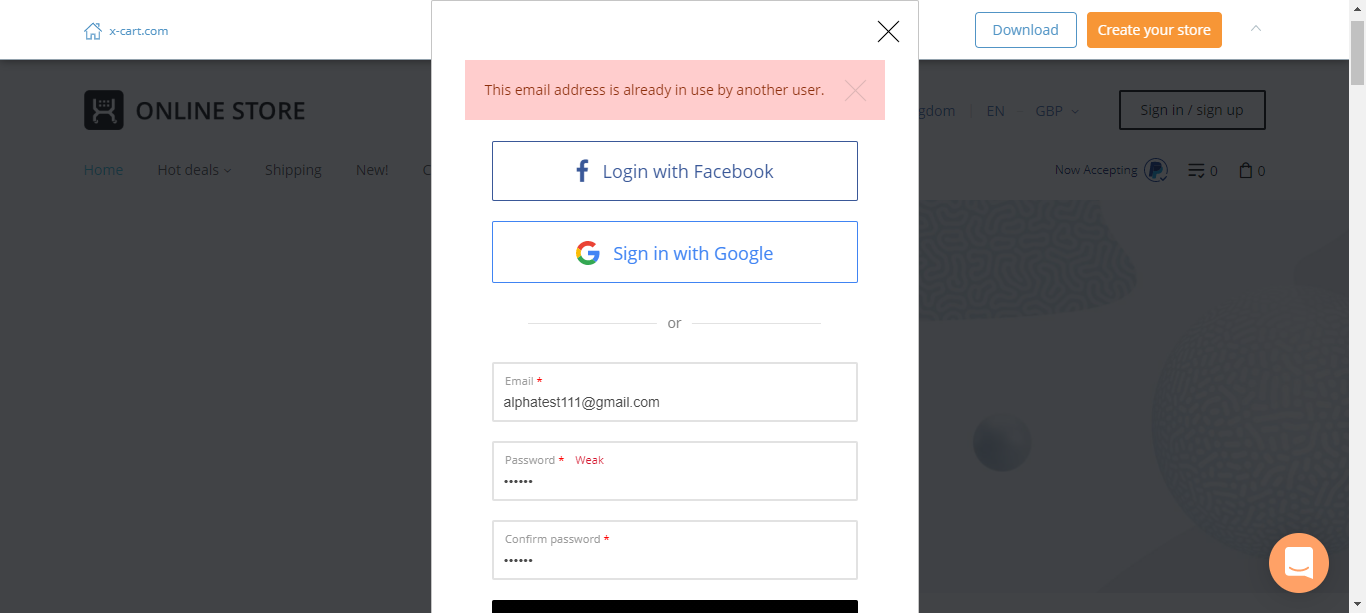 x-cart.com
Download
Create your store
This email address is already in use by another user.
ONLINE STORE
EN
GBP
Sign in / sign up
Home
Hot deals
Shipping
New!
Now Accepting
0
0
Login with Facebook
Sign in with Google
or
Email *
alphatest111@gmail.com
Password * Weak
••••••
Confirm password *
••••••